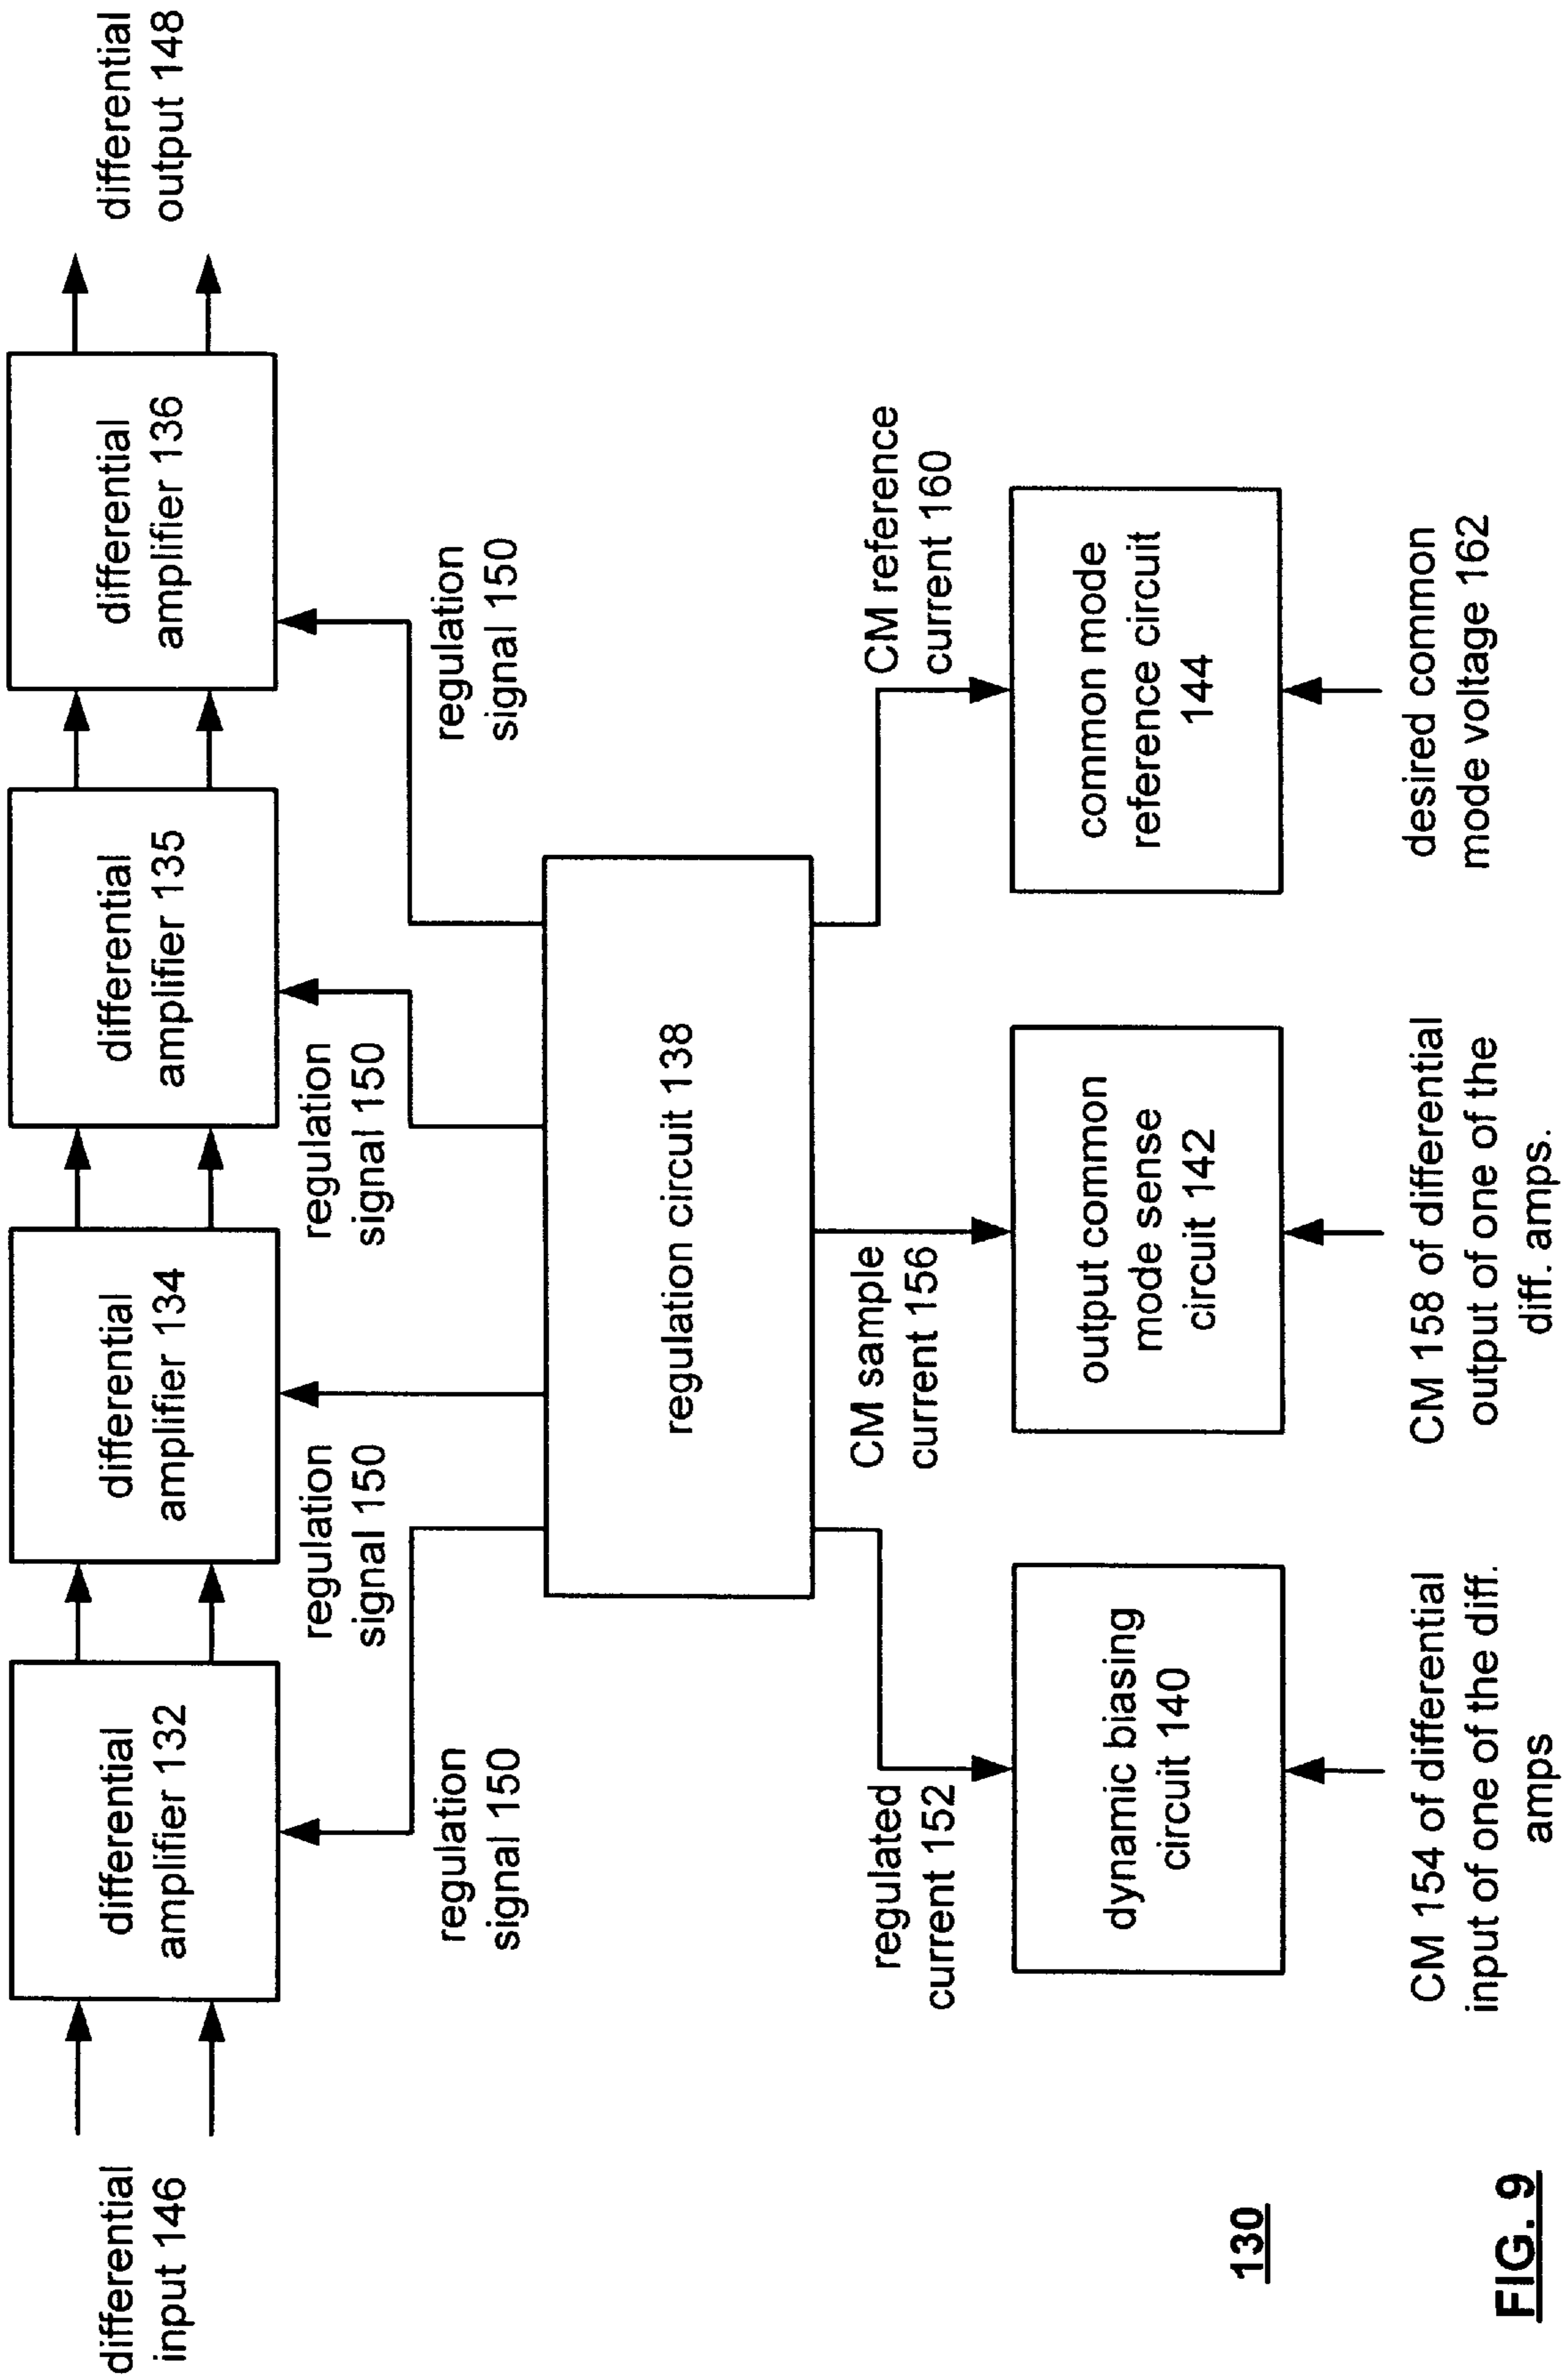 differential
input 146
differential
amplifier 132
differential
amplifier 134
differential
amplifier 135
differential
amplifier 136
differential
output 148
regulation
signal 150
regulation
signal 150
regulation
signal 150
regulation
signal 150
regulation circuit 138
regulated
current 152
CM sample
current 156
CM reference
current 160
dynamic biasing
circuit 140
output common
mode sense
circuit 142
common mode
reference circuit
144
CM 154 of differential
input of one of the diff.
amps
CM 158 of differential
output of one of the
diff. amps.
desired common
mode voltage 162
130
FIG. 9